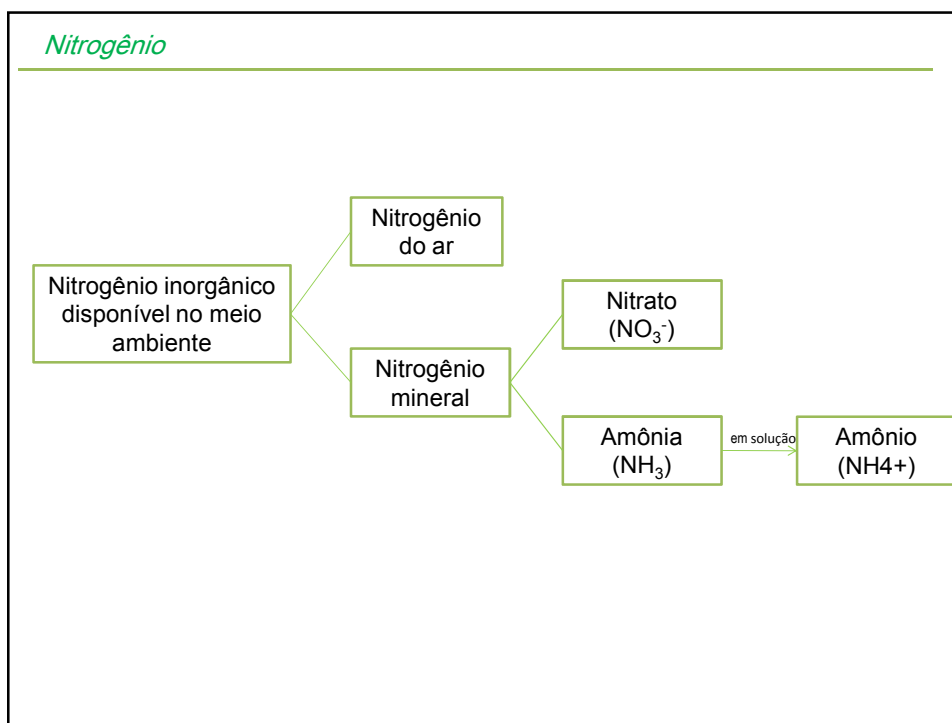 Nitrogênio
Nitrogênio inorgânico
disponível no meio
ambiente
Nitrogênio
do ar
Nitrogênio
mineral
Nitrato
(NO₃⁻)
Amônia
(NH₃)
em solução
Amônio
(NH4+)